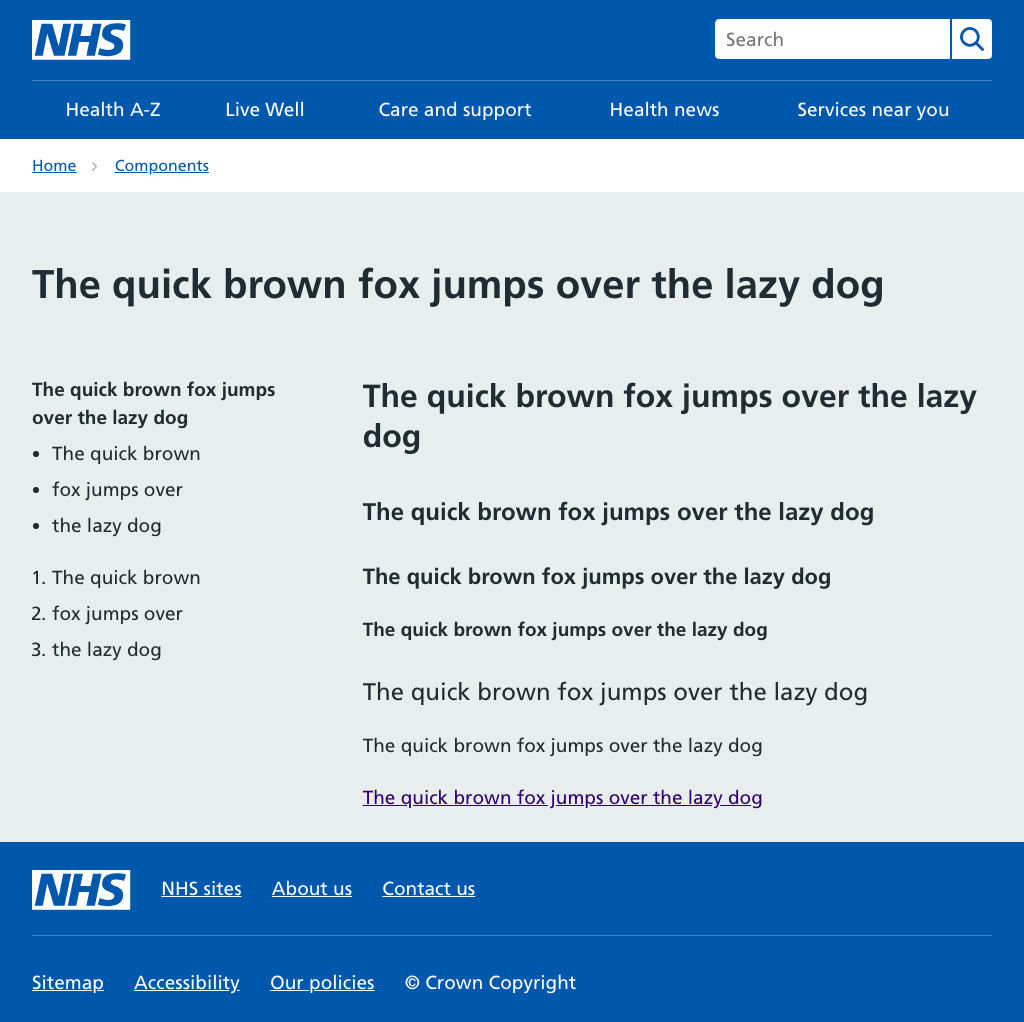 NHS
Search
Health A-Z Live Well Care and support Health news Services near you
Home Components
The quick brown fox jumps over the lazy dog
The quick brown fox jumps
over the lazy dog
• The quick brown
• fox jumps over
• the lazy dog
1. The quick brown
2. fox jumps over
3. the lazy dog
The quick brown fox jumps over the lazy
dog
The quick brown fox jumps over the lazy dog
The quick brown fox jumps over the lazy dog
The quick brown fox jumps over the lazy dog
The quick brown fox jumps over the lazy dog
The quick brown fox jumps over the lazy dog
The quick brown fox jumps over the lazy dog
NHS NHS sites About us Contact us
Sitemap Accessibility Our policies © Crown Copyright